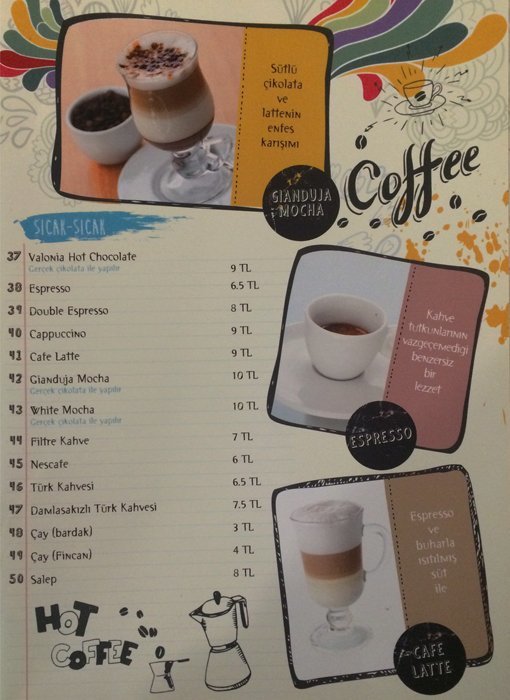 Sütlü
çikolata
ve
lattenin
enfes
karışımı
GIANDUJA
MOCHA
Coffee
SICAK-SICAK
37 Valonia Hot Chocolate 9 TL
Gerçek çikolata ile yapılır
38 Espresso 6.5 TL
39 Double Espresso 8 TL
40 Cappuccino 9 TL
41 Cafe Latte 9 TL
42 Gianduja Mocha 10 TL
Gerçek çikolata ile yapılır
43 White Mocha 10 TL
Gerçek çikolata ile yapılır
44 Filtre Kahve 7 TL
45 Nescafe 6 TL
46 Türk Kahvesi 6.5 TL
47 Damlasakızlı Türk Kahvesi 7.5 TL
48 Çay (bardak) 3 TL
49 Çay (Fincan) 4 TL
50 Salep 8 TL
Kahve
tutkunlarının
vazgeçemediği
benzersiz
bir
lezzet
ESPRESSO
Espresso
ve
buharla
ısıtılmış
süt
ile
CAFE
LATTE
HOT
COFFEE